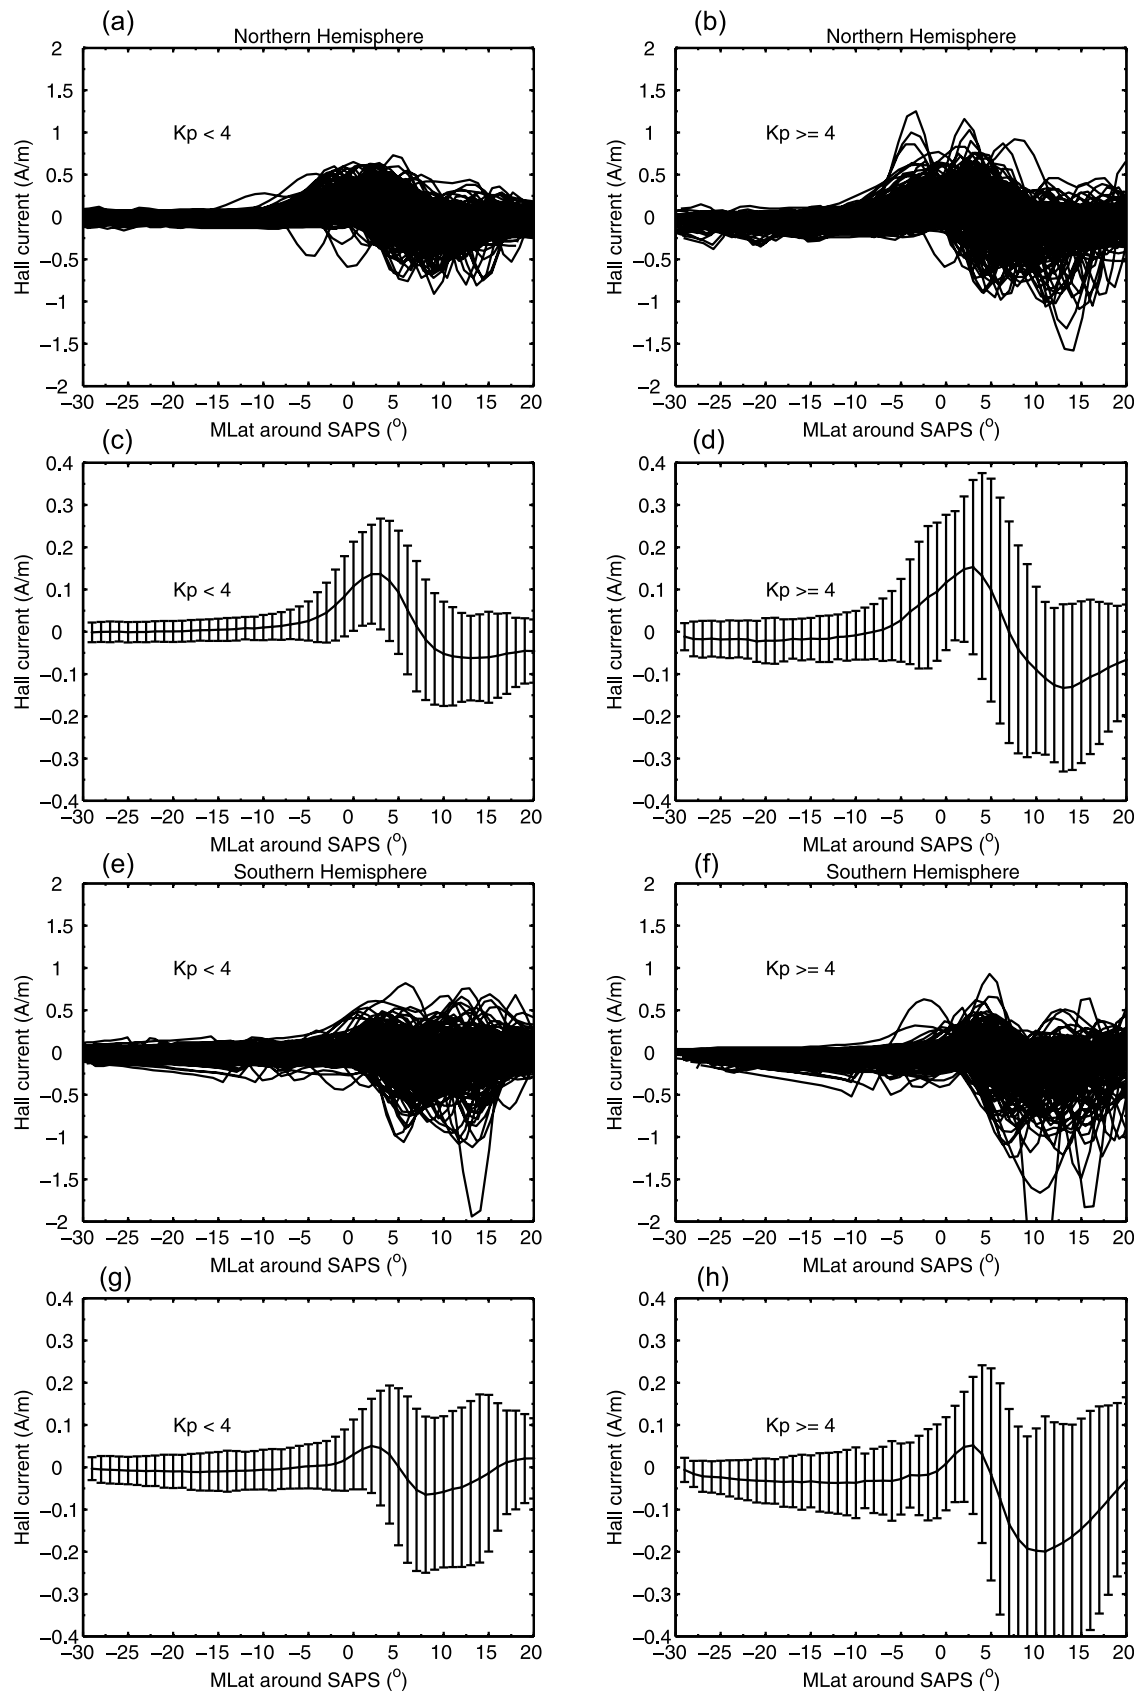 (a)
Northern Hemisphere
Kp < 4
Hall current (A/m)
2
1.5
1
0.5
0
−0.5
−1
−1.5
−2
−30 −25 −20 −15 −10 −5 0 5 10 15 20
MLat around SAPS (o)
(b)
Northern Hemisphere
Kp >= 4
Hall current (A/m)
2
1.5
1
0.5
0
−0.5
−1
−1.5
−2
−30 −25 −20 −15 −10 −5 0 5 10 15 20
MLat around SAPS (o)
(c)
Kp < 4
Hall current (A/m)
0.4
0.3
0.2
0.1
0
−0.1
−0.2
−0.3
−0.4
−30 −25 −20 −15 −10 −5 0 5 10 15 20
MLat around SAPS (o)
(d)
Kp >= 4
Hall current (A/m)
0.4
0.3
0.2
0.1
0
−0.1
−0.2
−0.3
−0.4
−30 −25 −20 −15 −10 −5 0 5 10 15 20
MLat around SAPS (o)
(e)
Southern Hemisphere
Kp < 4
Hall current (A/m)
2
1.5
1
0.5
0
−0.5
−1
−1.5
−2
−30 −25 −20 −15 −10 −5 0 5 10 15 20
MLat around SAPS (o)
(f)
Southern Hemisphere
Kp >= 4
Hall current (A/m)
2
1.5
1
0.5
0
−0.5
−1
−1.5
−2
−30 −25 −20 −15 −10 −5 0 5 10 15 20
MLat around SAPS (o)
(g)
Kp < 4
Hall current (A/m)
0.4
0.3
0.2
0.1
0
−0.1
−0.2
−0.3
−0.4
−30 −25 −20 −15 −10 −5 0 5 10 15 20
MLat around SAPS (o)
(h)
Kp >= 4
Hall current (A/m)
0.4
0.3
0.2
0.1
0
−0.1
−0.2
−0.3
−0.4
−30 −25 −20 −15 −10 −5 0 5 10 15 20
MLat around SAPS (o)